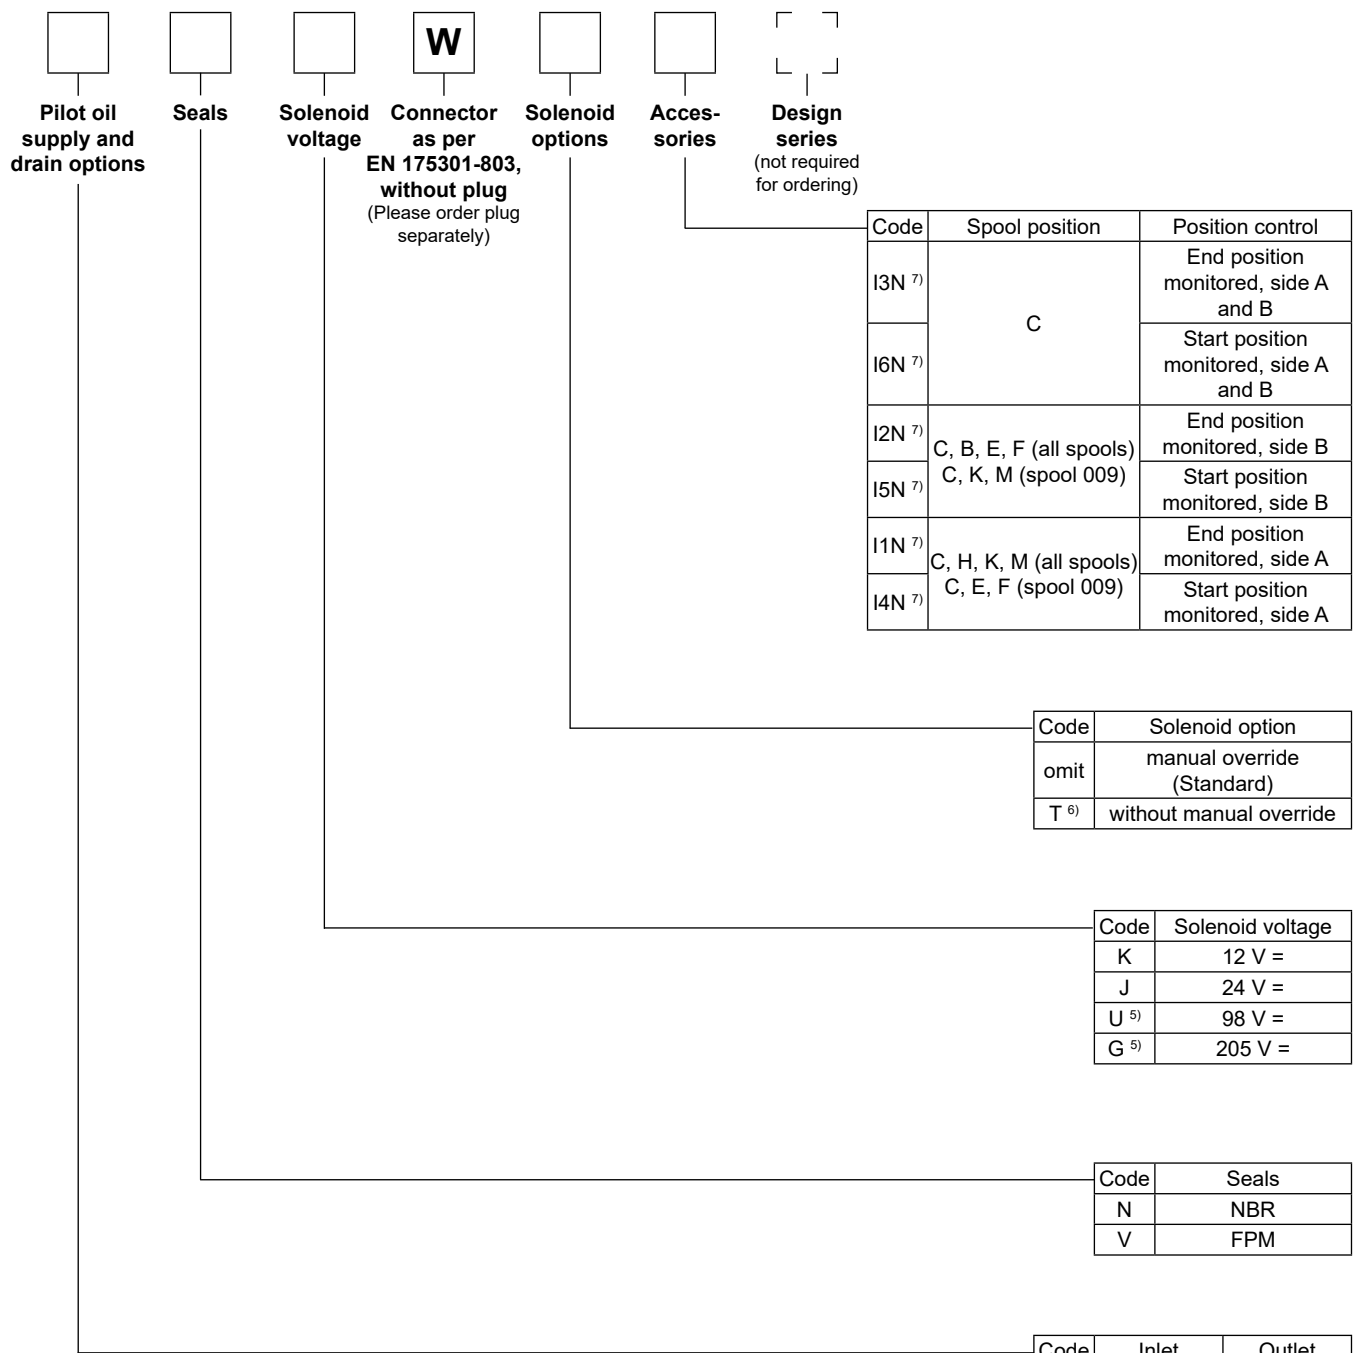 W
Pilot oil
supply and
drain options
Seals
Solenoid
voltage
Connector
as per
EN 175301-803,
without plug
(Please order plug
separately)
Solenoid
options
Acces-
sories
Design
series
(not required
for ordering)
Code Spool position Position control
I3N 7)
C
End position
monitored, side A
and B
I6N 7)
Start position
monitored, side A
and B
I2N 7)
C, B, E, F (all spools)
C, K, M (spool 009)
End position
monitored, side B
I5N 7)
Start position
monitored, side B
I1N 7)
C, H, K, M (all spools)
C, E, F (spool 009)
End position
monitored, side A
I4N 7)
Start position
monitored, side A
Code Solenoid option
omit
manual override
(Standard)
T 6) without manual override
Code Solenoid voltage
K 12 V =
J 24 V =
U 5) 98 V =
G 5) 205 V =
Code Seals
N NBR
V FPM
Code Inlet Outlet